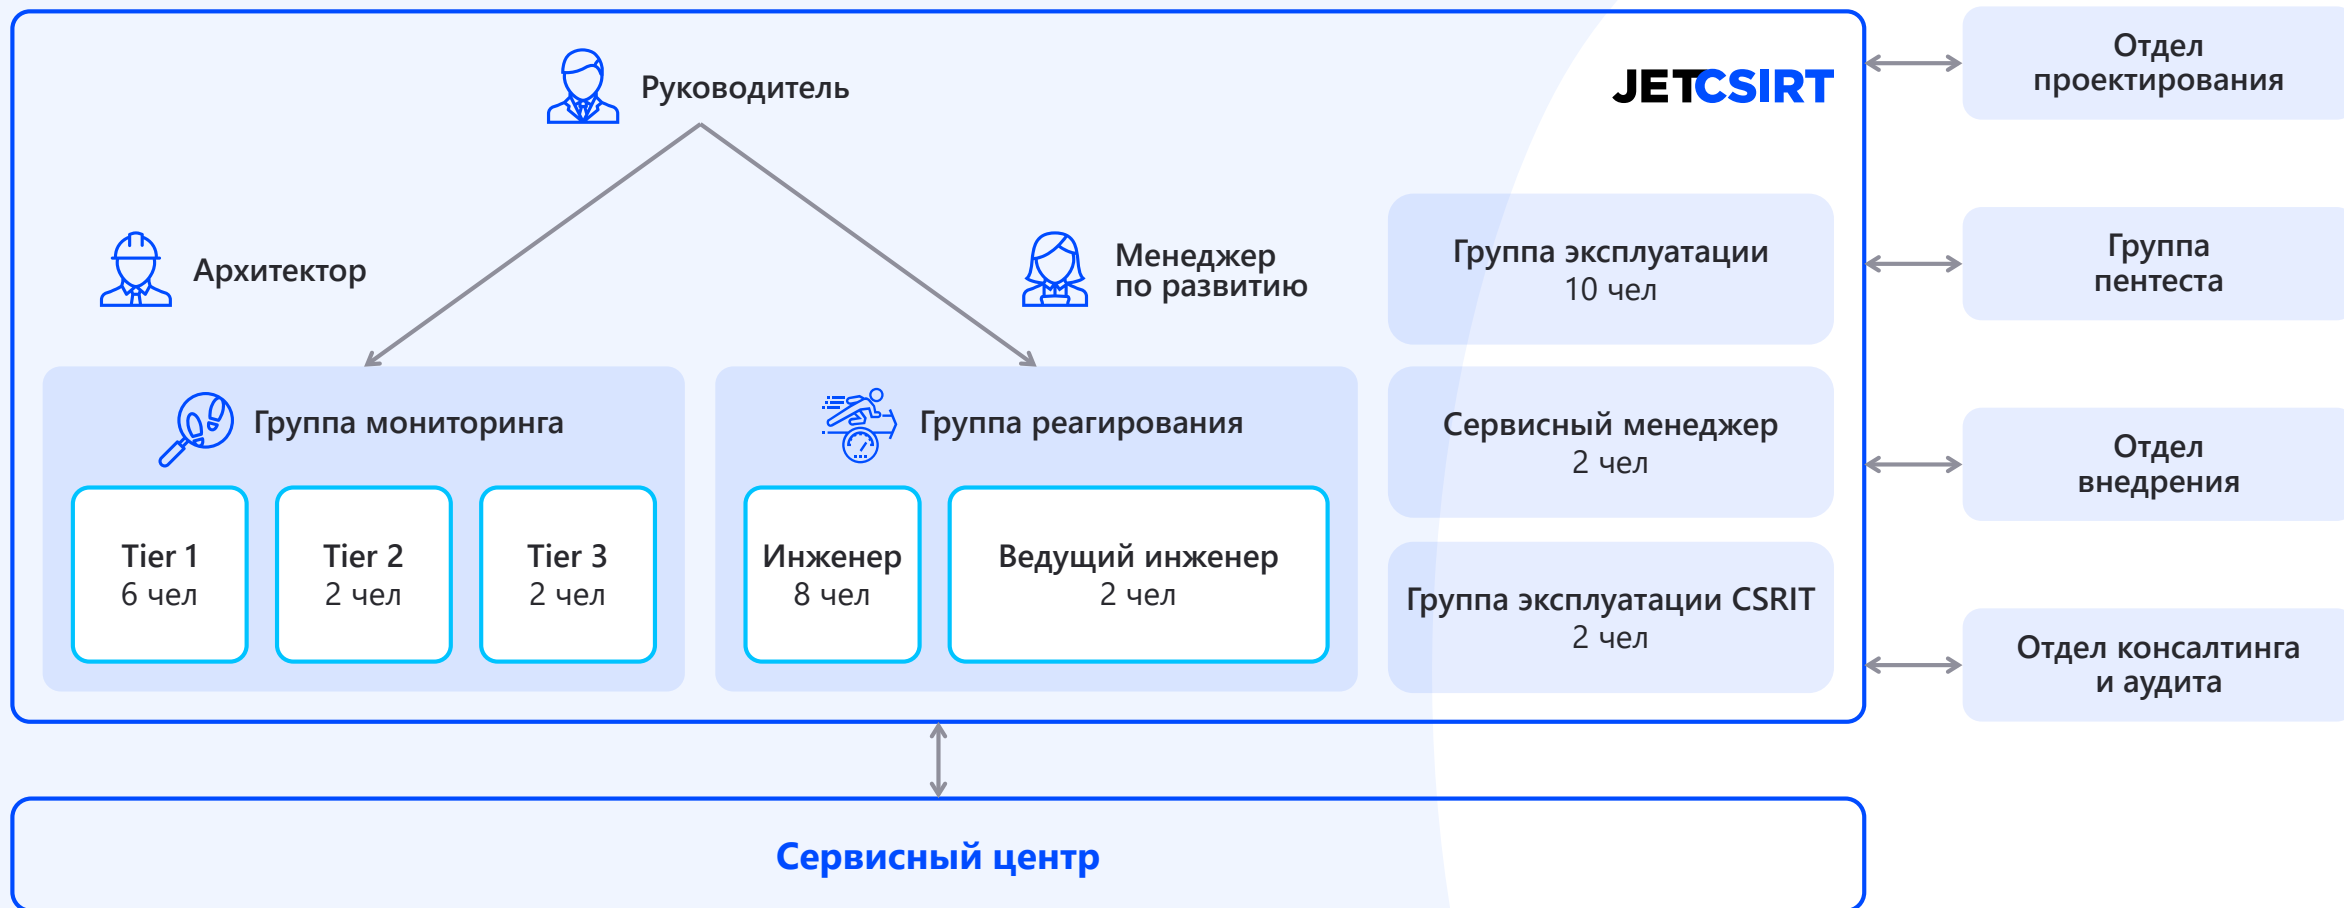 Руководитель
JETCSIRT
Архитектор
Менеджер
по развитию
Группа мониторинга
Tier 1
6 чел
Tier 2
2 чел
Tier 3
2 чел
Группа реагирования
Инженер
8 чел
Ведущий инженер
2 чел
Группа эксплуатации
10 чел
Сервисный менеджер
2 чел
Группа эксплуатации CSRIT
2 чел
Отдел
проектирования
Группа
пентеста
Отдел
внедрения
Отдел консалтинга
и аудита
Сервисный центр